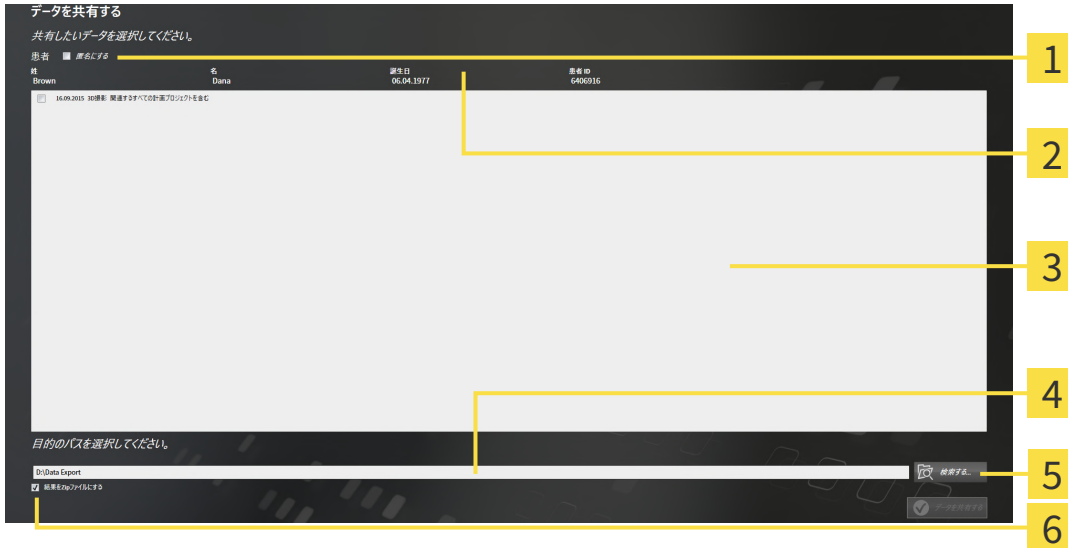 データを共有する
共有したいデータを選択してください。
患者 匿名にする
姓 名 誕生日 患者 ID
Brown Dana 06.04.1977 6406916
16.09.2015 3D撮影: 関連するすべての計画プロジェクトを含む
目的のパスを選択してください。
D:\Data Export
検索する...
結果をZipファイルにする
データを共有する
1
2
3
4
5
6